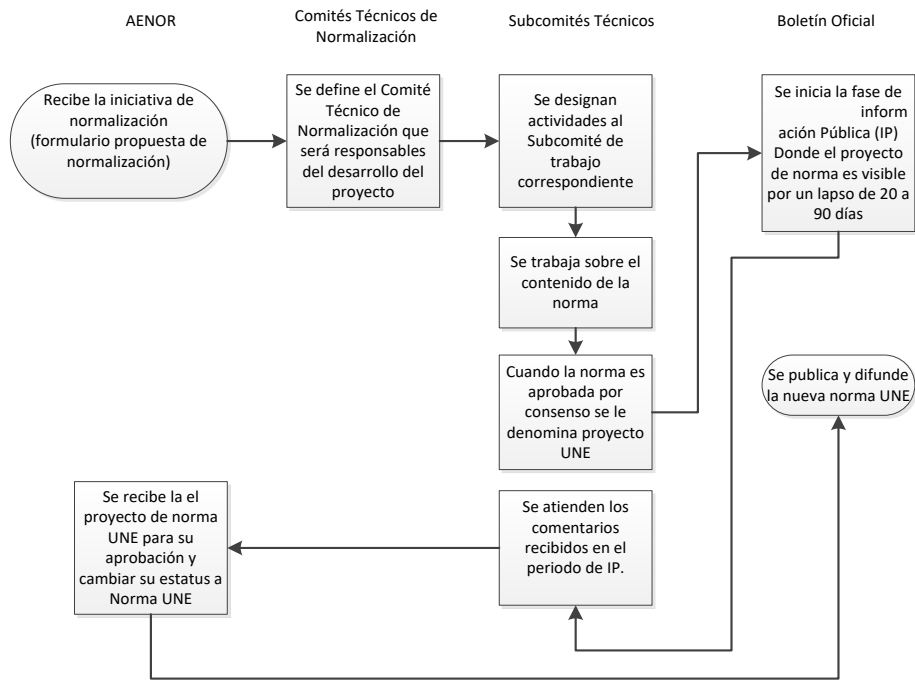 AENOR
Comités Técnicos de
Normalización
Subcomités Técnicos
Boletín Oficial
Recibe la iniciativa de
normalización
(formulario propuesta de
normalización)
Se define el Comité
Técnico de
Normalización que
será responsables
del desarrollo del
proyecto
Se designan
actividades al
Subcomité de
trabajo
correspondiente
Se inicia la fase de
inform
ación Pública (IP)
Donde el proyecto
de norma es visible
por un lapso de 20 a
90 días
Se trabaja sobre el
contenido de la
norma
Cuando la norma es
aprobada por
consenso se le
denomina proyecto
UNE
Se publica y difunde
la nueva norma UNE
Se recibe la el
proyecto de norma
UNE para su
aprobación y
cambiar su estatus a
Norma UNE
Se atienden los
comentarios
recibidos en el
periodo de IP.